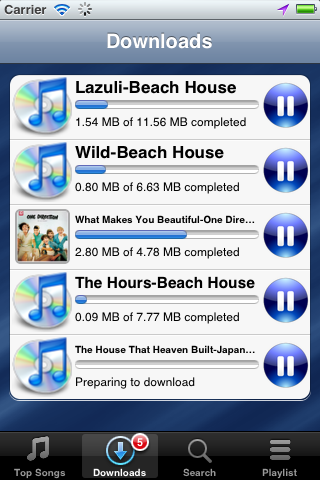 Carrier
Downloads
Lazuli-Beach House
1.54 MB of 11.56 MB completed
Wild-Beach House
0.80 MB of 6.63 MB completed
ONE DIRECTION
What Makes You Beautiful-One Dire...
2.80 MB of 4.78 MB completed
The Hours-Beach House
0.09 MB of 7.77 MB completed
The House That Heaven Built-Japan...
Preparing to download
5
Top Songs
Downloads
Search
Playlist